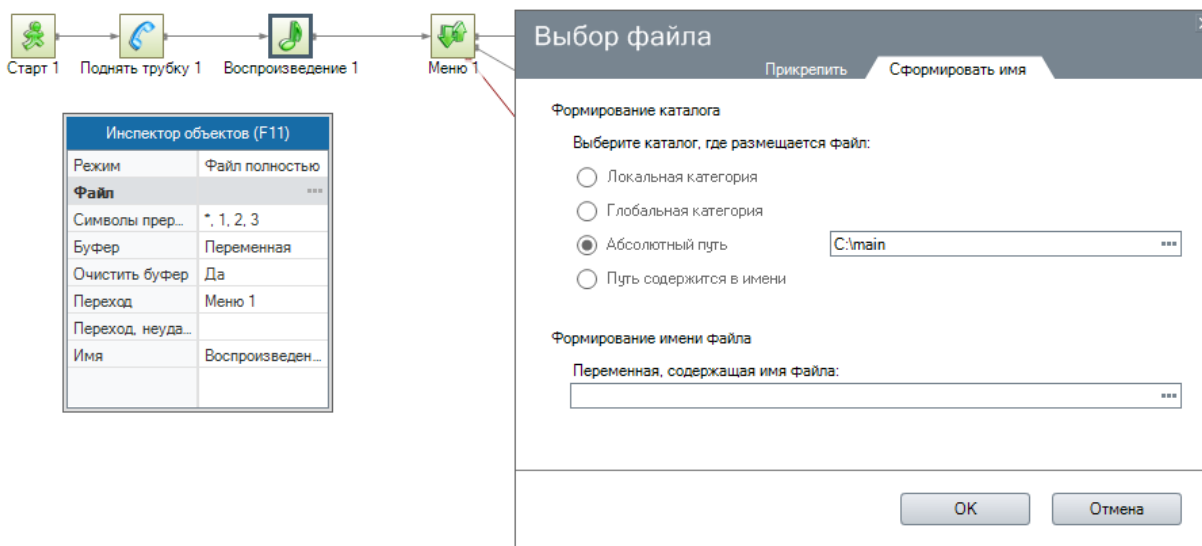 Старт 1
Поднять трубку 1
Воспроизведение 1
Меню 1
Инспектор объектов (F11)
Режим Файл полностью
Файл
Символы прер... *, 1, 2, 3
Буфер Переменная
Очистить буфер Да
Переход Меню 1
Переход, неуда...
Имя Воспроизведен...
Выбор файла
Прикрепить Сформировать имя
Формирование каталога
Выберите каталог, где размещается файл:
Локальная категория
Глобальная категория
Абсолютный путь C:\main
Путь содержится в имени
Формирование имени файла
Переменная, содержащая имя файла:
OK Отмена